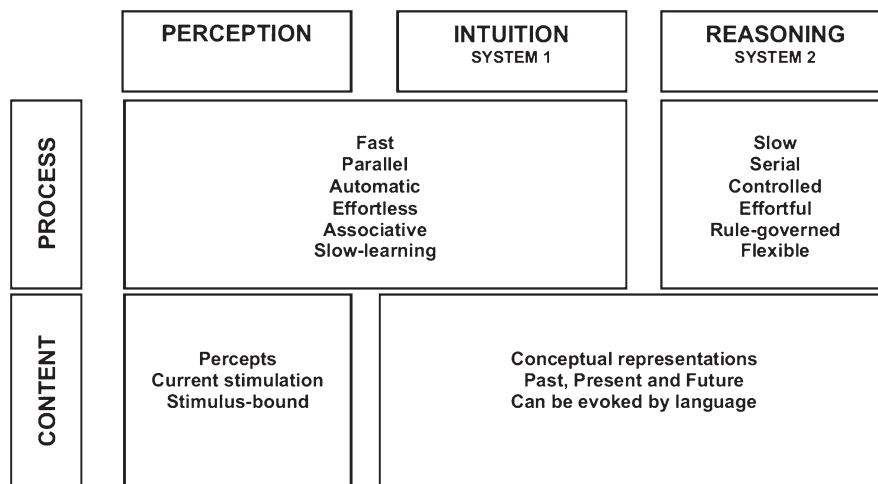 PERCEPTION
INTUITION
SYSTEM 1
REASONING
SYSTEM 2
PROCESS
Fast
Parallel
Automatic
Effortless
Associative
Slow-learning
Slow
Serial
Controlled
Effortful
Rule-governed
Flexible
CONTENT
Percepts
Current stimulation
Stimulus-bound
Conceptual representations
Past, Present and Future
Can be evoked by language